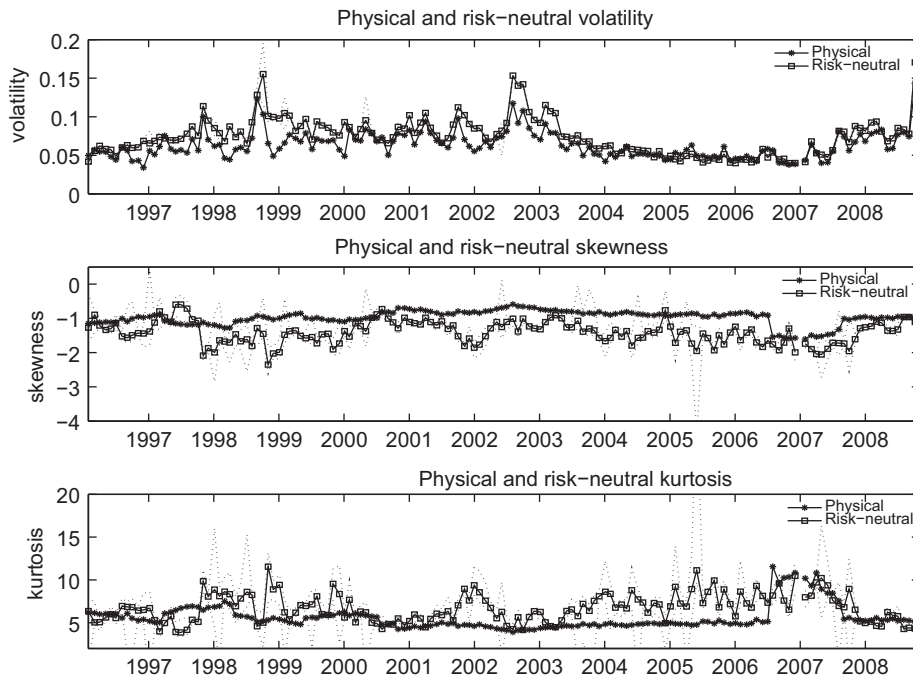 Physical and risk−neutral volatility
0.2
0.15
0.1
0.05
0
volatility
Physical
Risk−neutral
1997 1998 1999 2000 2001 2002 2003 2004 2005 2006 2007 2008
Physical and risk−neutral skewness
0
−1
−2
−3
−4
skewness
Physical
Risk−neutral
1997 1998 1999 2000 2001 2002 2003 2004 2005 2006 2007 2008
Physical and risk−neutral kurtosis
20
15
10
5
kurtosis
Physical
Risk−neutral
1997 1998 1999 2000 2001 2002 2003 2004 2005 2006 2007 2008